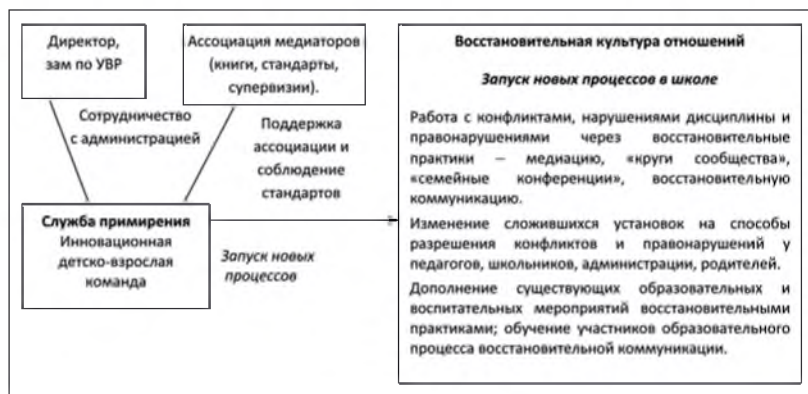 Директор,
зам по УВР
Ассоциация медиаторов
(книги, стандарты,
супервизии).
Сотрудничество
с администрацией
Поддержка
ассоциации и
соблюдение
стандартов
Служба примирения
Инновационная
детско-взрослая
команда
Запуск новых
процессов
Восстановительная культура отношений
Запуск новых процессов в школе
Работа с конфликтами, нарушениями дисциплины и
правонарушениями через восстановительные
практики – медиацию, «круги сообщества»,
«семейные конференции», восстановительную
коммуникацию.
Изменение сложившихся установок на способы
разрешения конфликтов и правонарушений у
педагогов, школьников, администрации, родителей.
Дополнение существующих образовательных и
воспитательных мероприятий восстановительными
практиками; обучение участников образовательного
процесса восстановительной коммуникации.